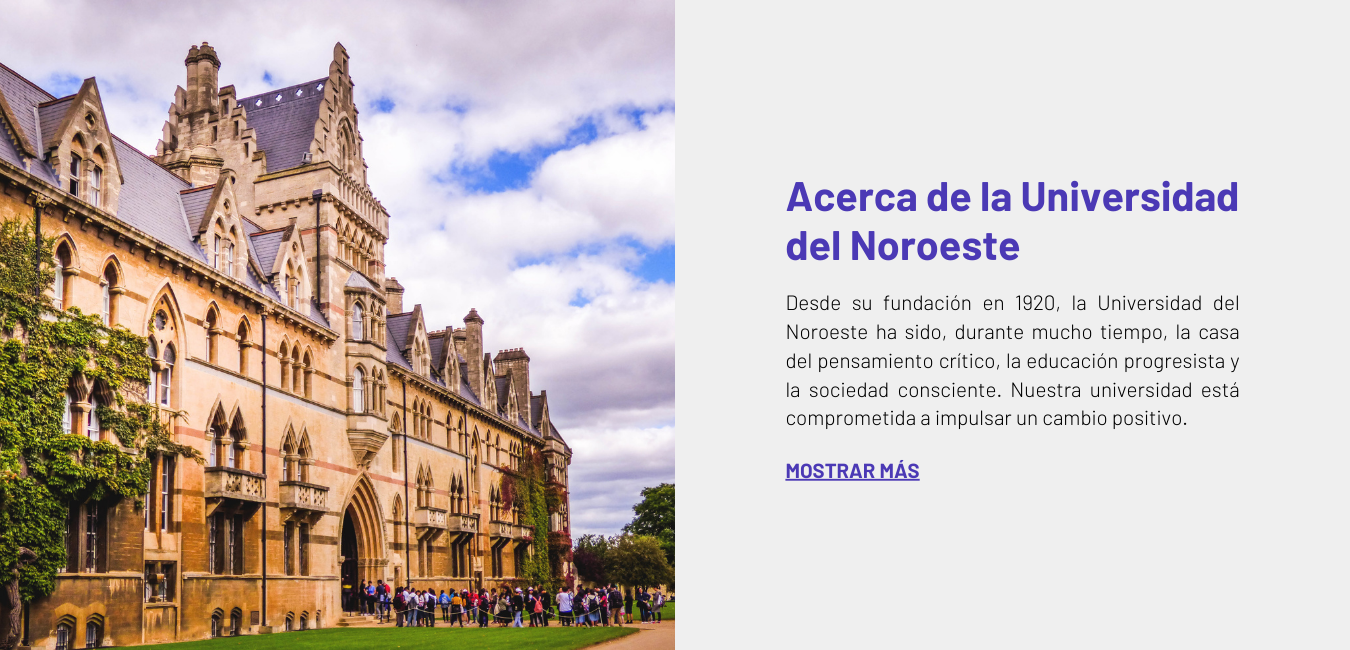 Acerca de la Universidad
del Noroeste
Desde su fundación en 1920, la Universidad del
Noroeste ha sido, durante mucho tiempo, la casa
del pensamiento crítico, la educación progresista y
la sociedad consciente. Nuestra universidad está
comprometida a impulsar un cambio positivo.
MOSTRAR MÁS